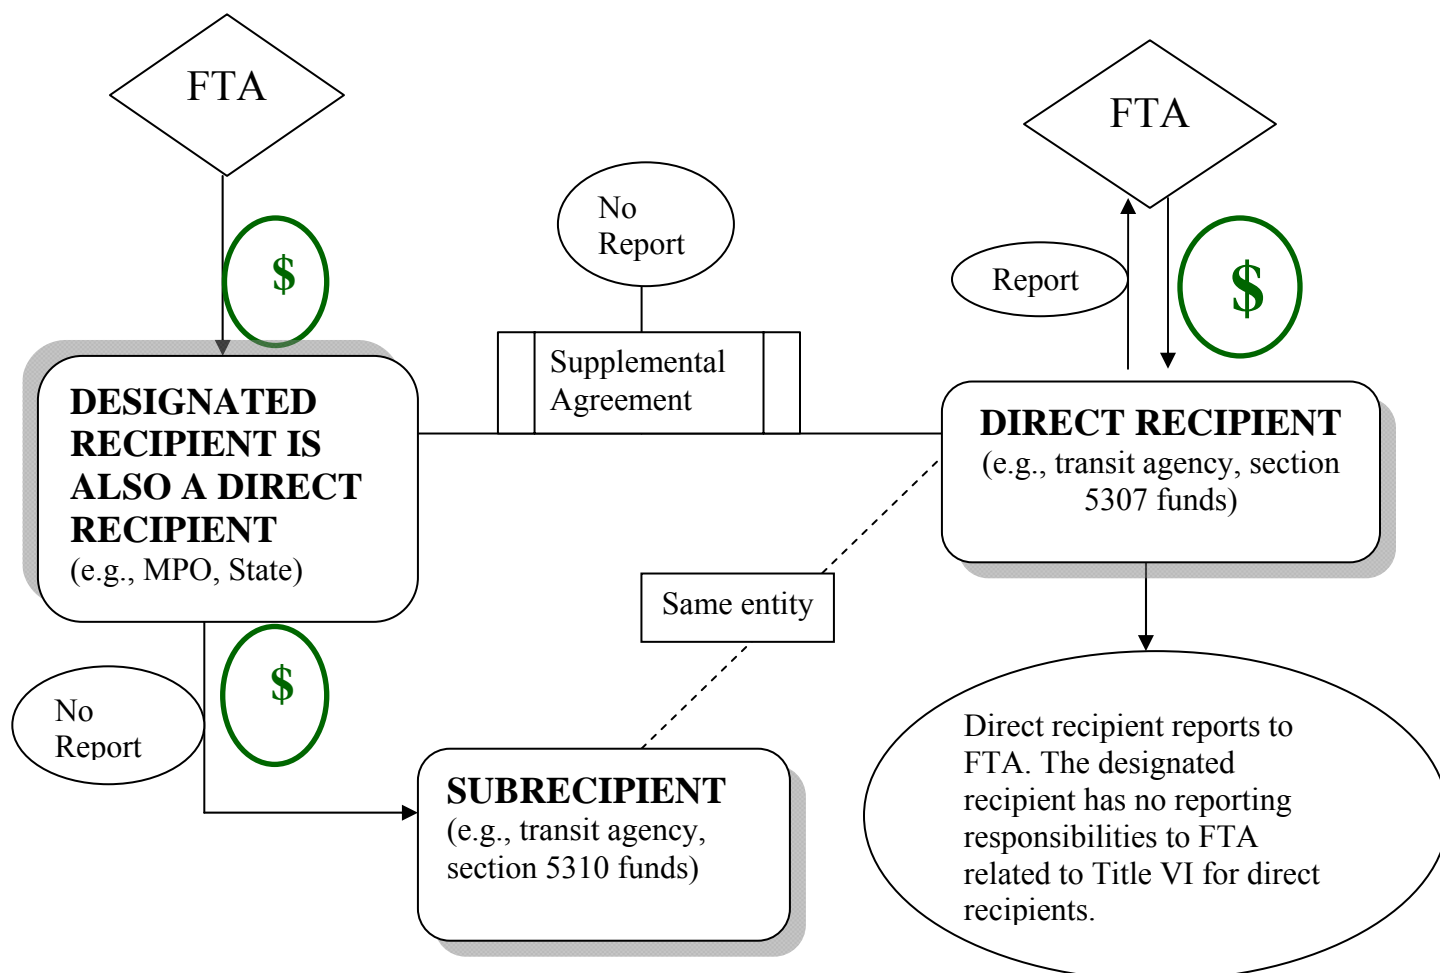 FTA
FTA
No
Report
$
Report
$
Supplemental
Agreement
DESIGNATED
RECIPIENT IS
ALSO A DIRECT
RECIPIENT
(e.g., MPO, State)
DIRECT RECIPIENT
(e.g., transit agency, section
5307 funds)
Same entity
No
Report
$
SUBRECIPIENT
(e.g., transit agency,
section 5310 funds)
Direct recipient reports to
FTA. The designated
recipient has no reporting
responsibilities to FTA
related to Title VI for direct
recipients.